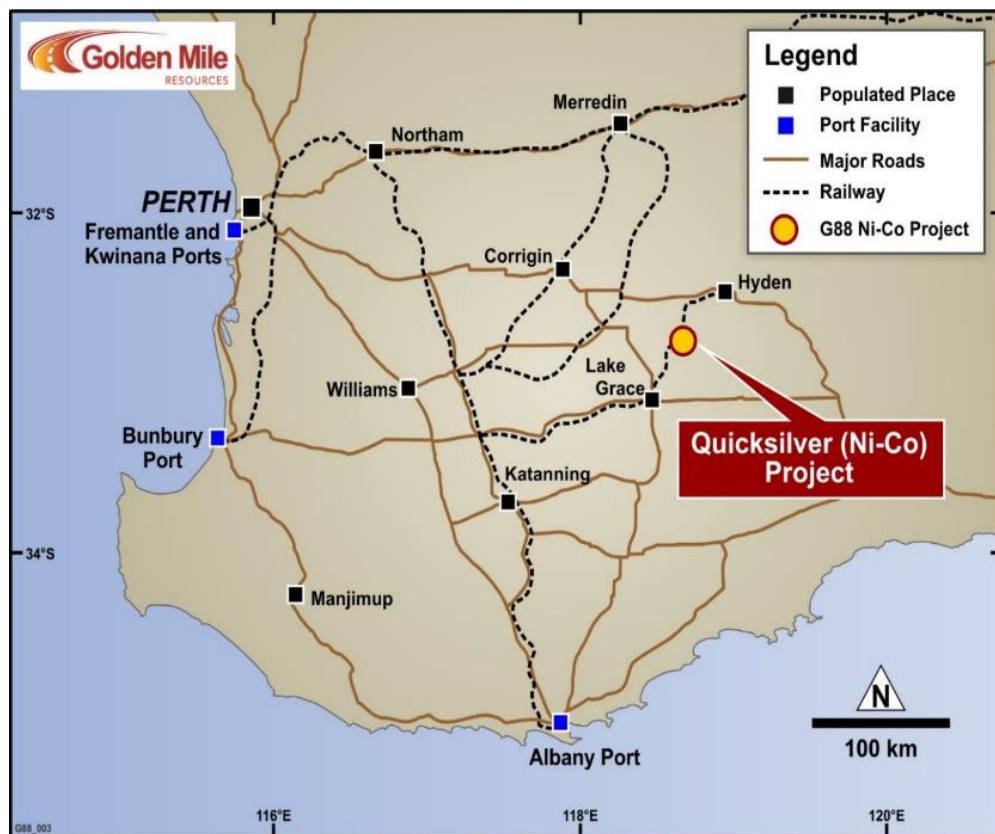 Golden Mile
RESOURCES
Legend
Populated Place
Port Facility
Major Roads
Railway
G88 Ni-Co Project
Merredin
Northam
PERTH
32°S
Fremantle and
Kwinana Ports
Corrigin
Hyden
Lake
Grace
Williams
Bunbury
Port
Quicksilver (Ni-Co)
Project
Katanning
34°S
Manjimup
N
100 km
Albany Port
116°E
118°E
120°E
G88_003